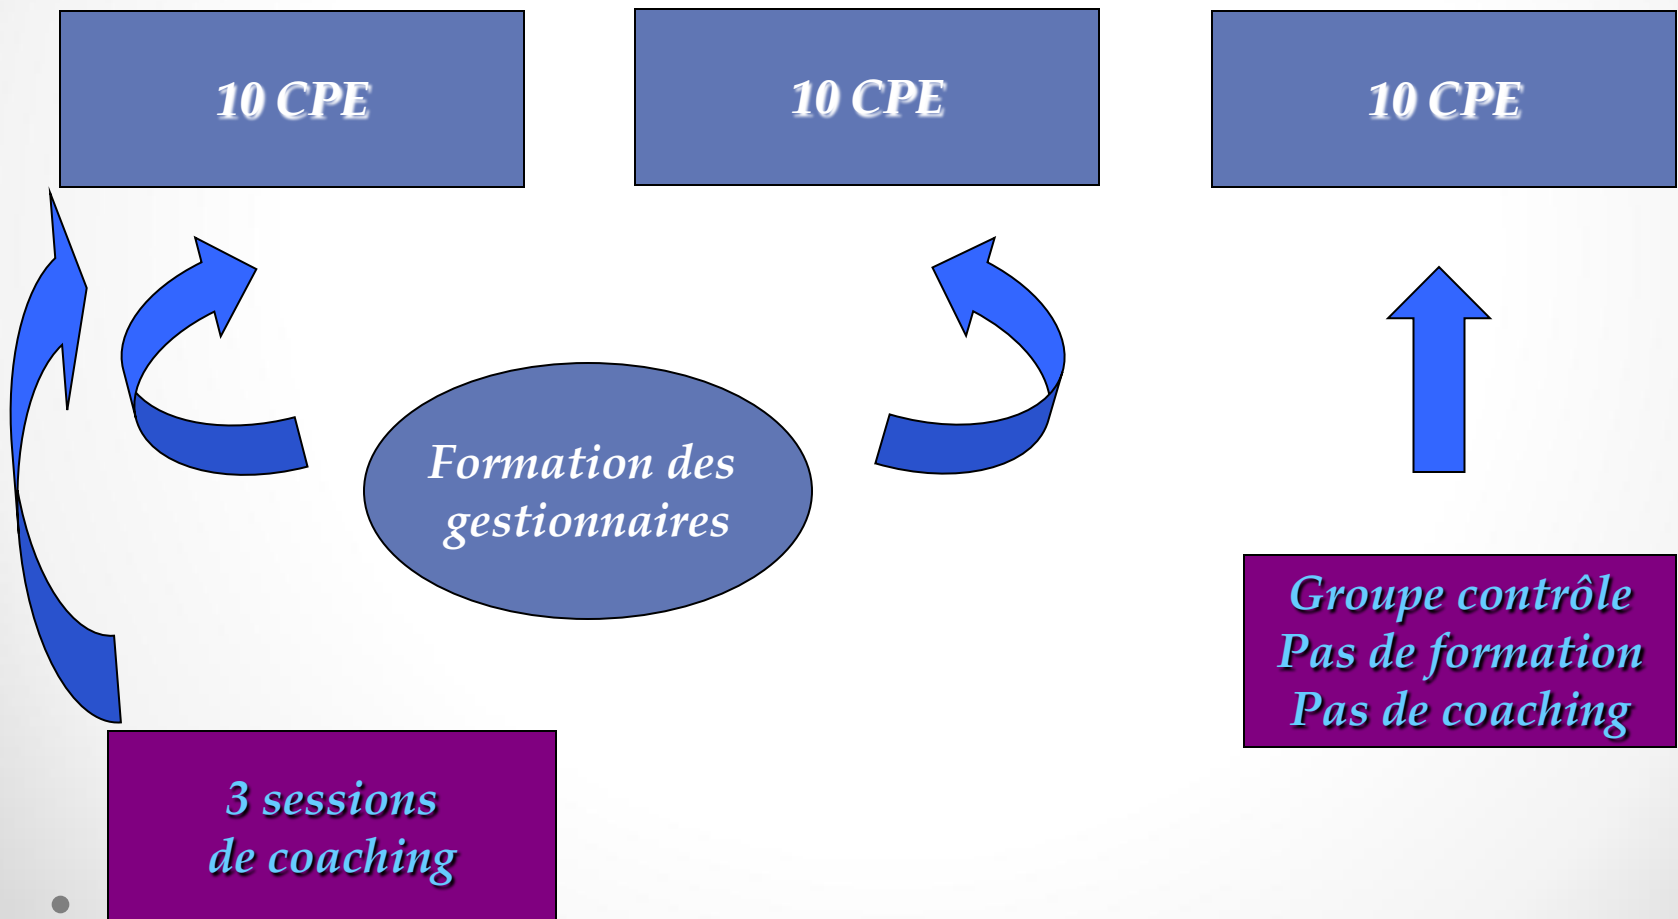 10 CPE
10 CPE
10 CPE
Formation des
gestionnaires
Groupe contrôle
Pas de formation
Pas de coaching
3 sessions
de coaching